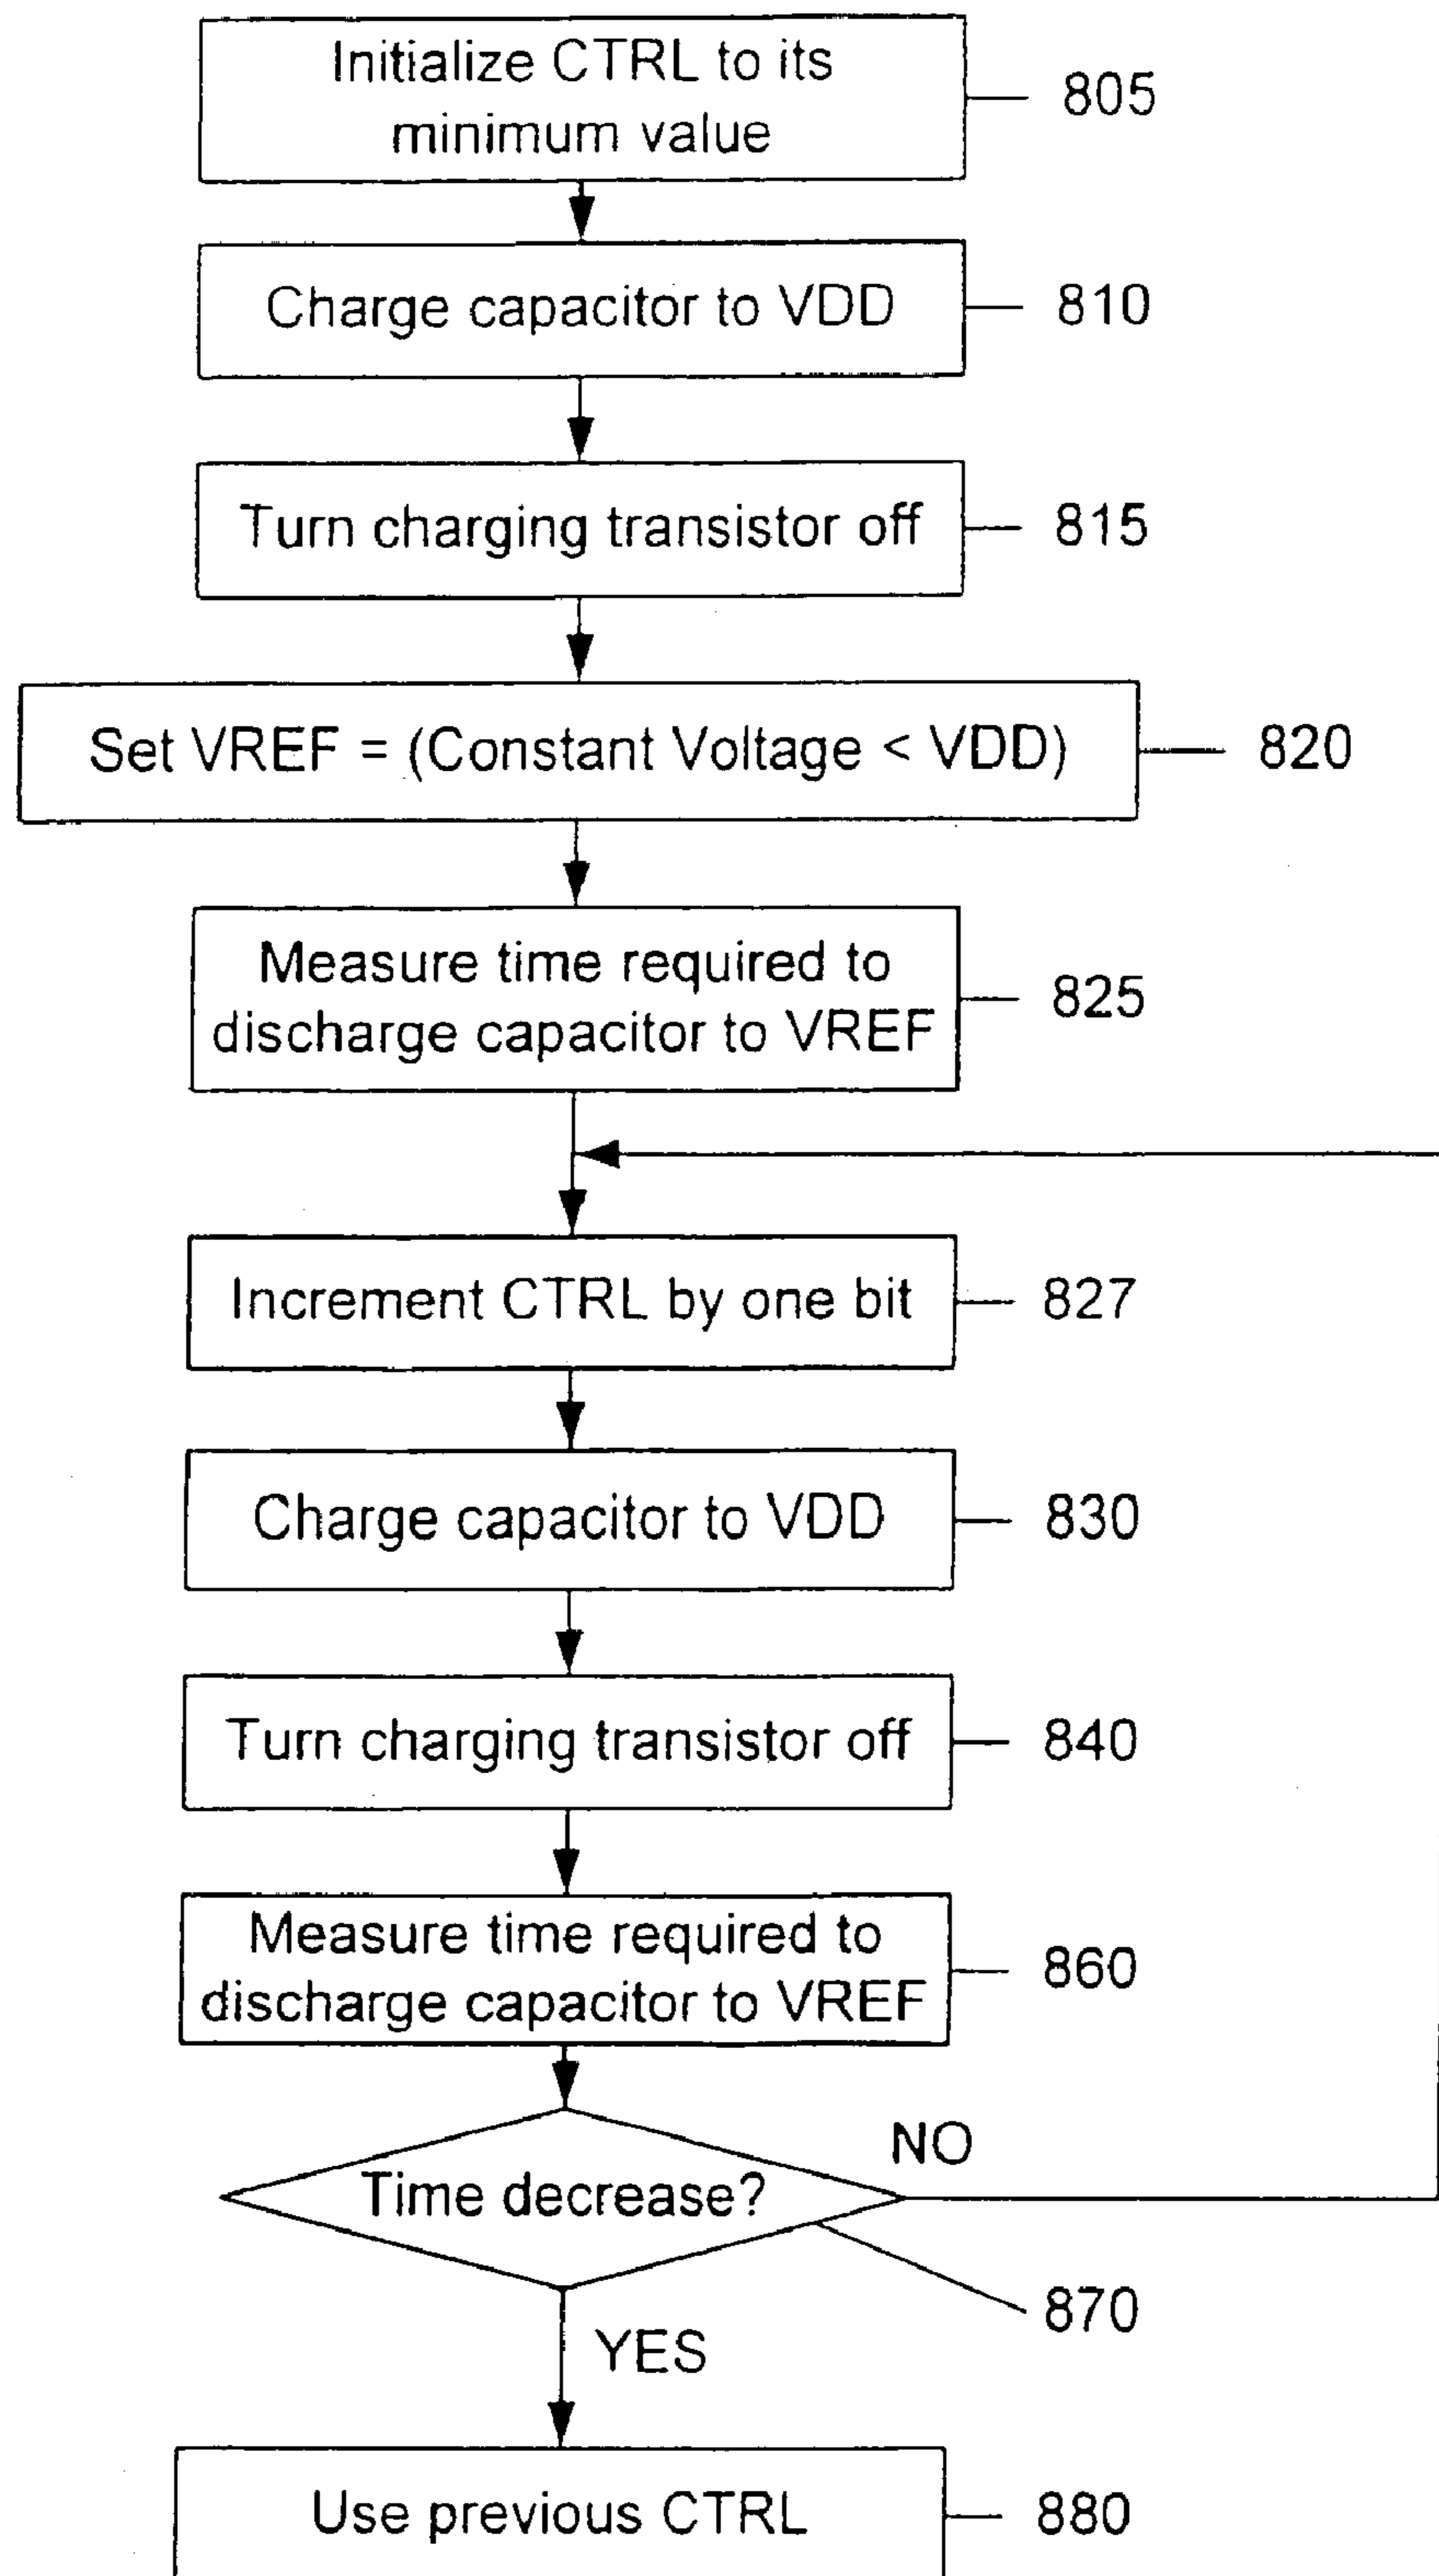 Initialize CTRL to its
minimum value
805
Charge capacitor to VDD
810
Turn charging transistor off
815
Set VREF = (Constant Voltage < VDD)
820
Measure time required to
discharge capacitor to VREF
825
Increment CTRL by one bit
827
Charge capacitor to VDD
830
Turn charging transistor off
840
Measure time required to
discharge capacitor to VREF
860
NO
Time decrease?
870
YES
Use previous CTRL
880